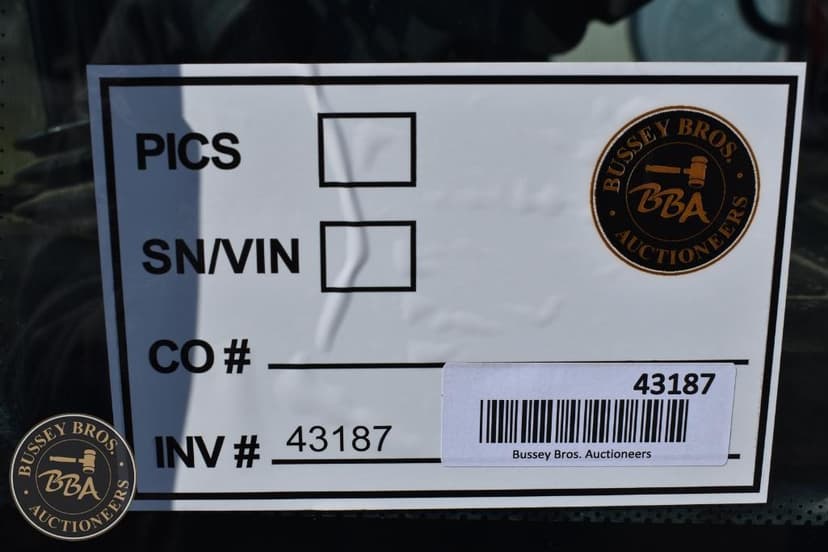 PICS
BUSSEY BROS.
BBA
AUCTIONEERS
SN/VIN
CO #
43187
INV # 43187
Bussey Bros. Auctioneers
BUSSEY BROS.
BBA
AUCTIONEERS